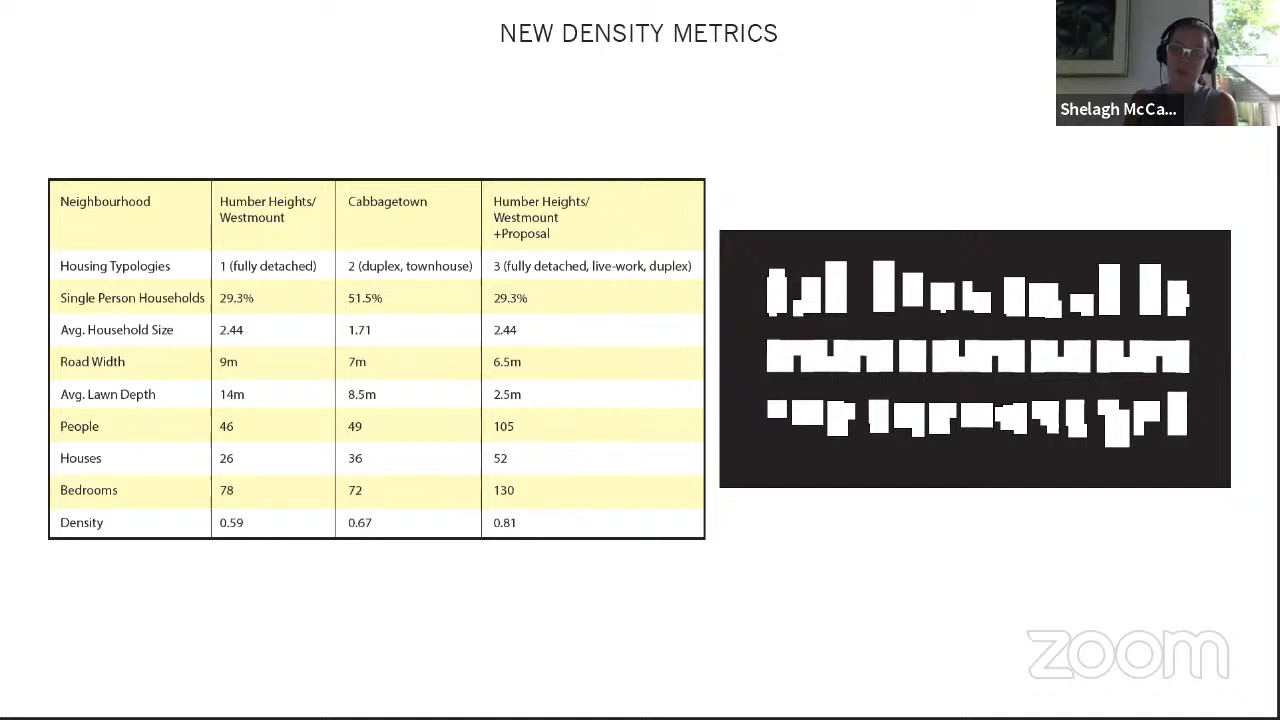 NEW DENSITY METRICS
Shelagh McCa...
Neighbourhood Humber Heights/ Westmount Cabbagetown Humber Heights/ Westmount +Proposal
Housing Typologies 1 (fully detached) 2 (duplex, townhouse) 3 (fully detached, live-work, duplex)
Single Person Households 29.3% 51.5% 29.3%
Avg. Household Size 2.44 1.71 2.44
Road Width 9m 7m 6.5m
Avg. Lawn Depth 14m 8.5m 2.5m
People 46 49 105
Houses 26 36 52
Bedrooms 78 72 130
Density 0.59 0.67 0.81
zoom